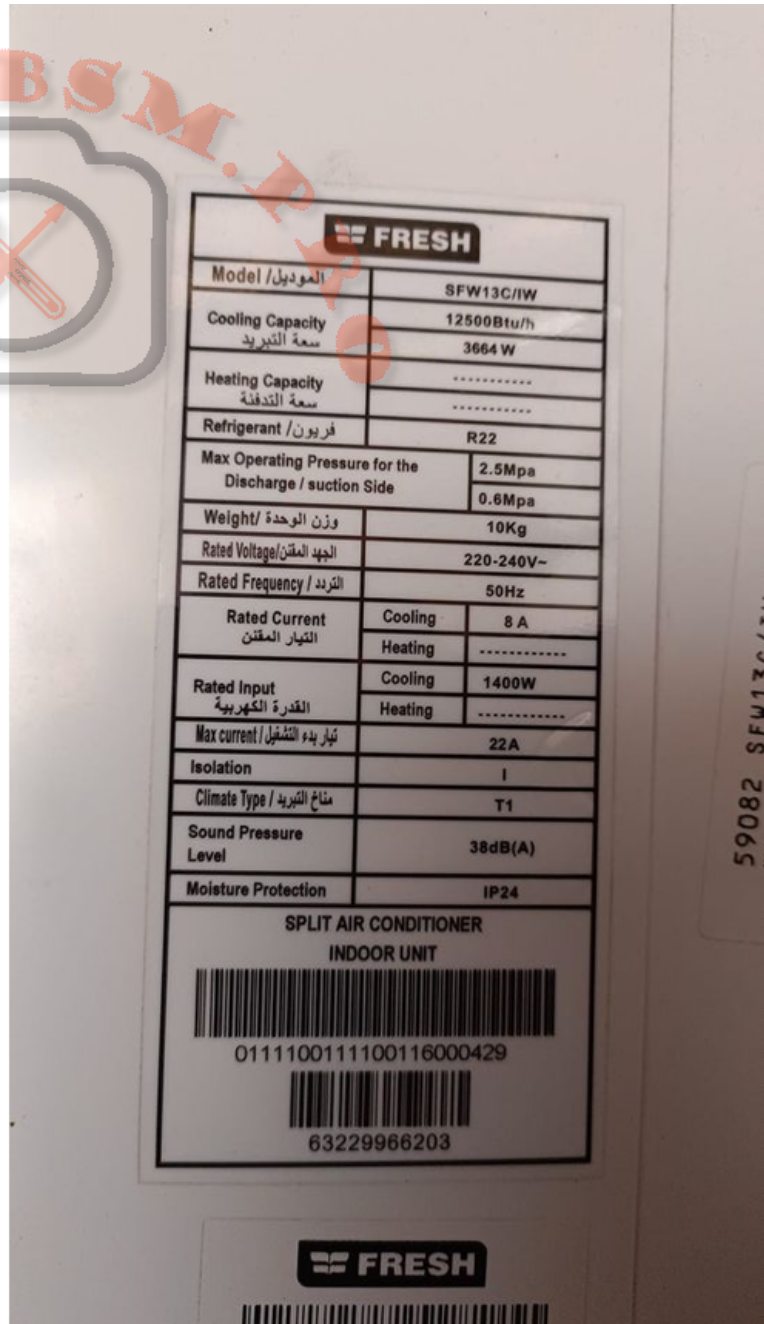 BSM.PRO
FRESH
Model /الموديل SFW13C/IW
Cooling Capacity 12500Btu/h
سعة التبريد 3664 W
Heating Capacity -----------
سعة التدفئة -----------
Refrigerant /فريون R22
Max Operating Pressure for the 2.5Mpa
Discharge / suction Side 0.6Mpa
Weight/ وزن الوحدة 10Kg
Rated Voltage/الجهد المقنن 220-240V~
Rated Frequency / التردد 50Hz
Rated Current Cooling 8 A
التيار المقنن Heating ------------
Rated Input Cooling 1400W
القدرة الكهربية Heating ------------
Max current / تيار بدء التشغيل 22A
Isolation I
Climate Type / مناخ التبريد T1
Sound Pressure
Level 38dB(A)
Moisture Protection IP24
SPLIT AIR CONDITIONER
INDOOR UNIT
01111001111100116000429
63229966203
FRESH
59082 SFW13C/IW